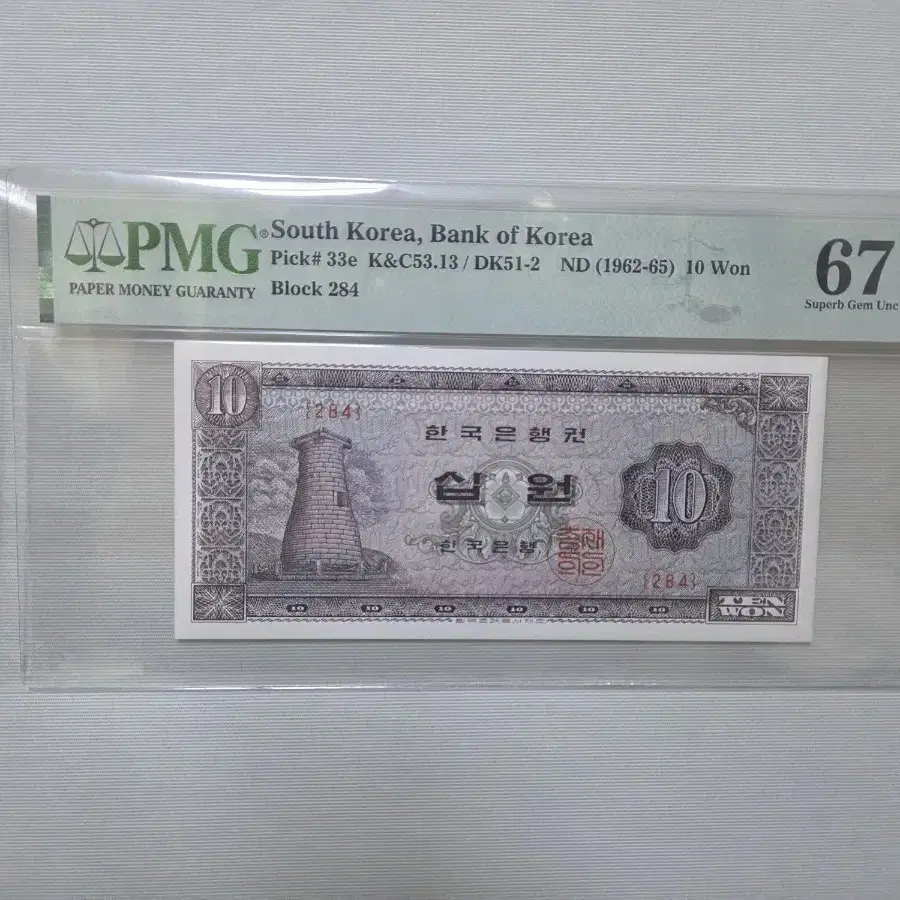 PMG®
PAPER MONEY GUARANTY
South Korea, Bank of Korea
Pick# 33e K&C53.13 / DK51-2 ND (1962-65) 10 Won
Block 284
67
Superb Gem Unc
10
{284}
한국은행권
십 원
10
한국은행
{284}
10 10 10 10 10 10
TEN
WON